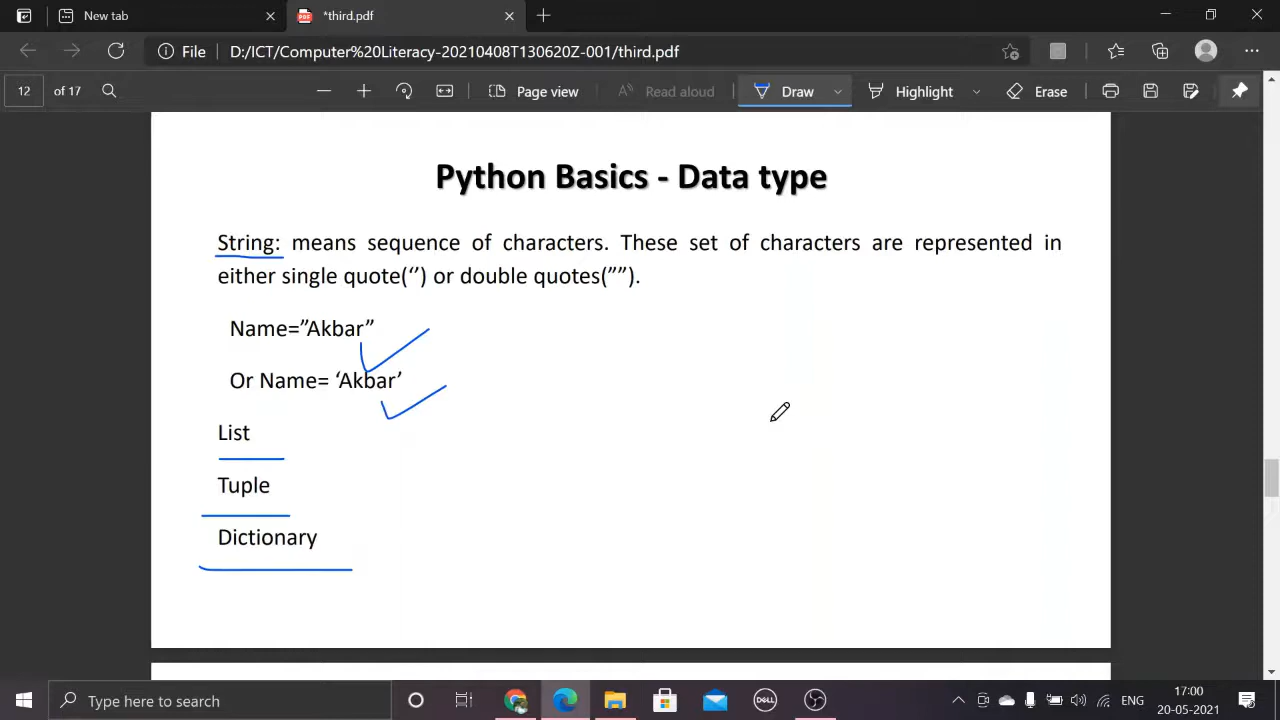 New tab
*third.pdf
File
D:/ICT/Computer%20Literacy-20210408T130620Z-001/third.pdf
12 of 17
Page view
Read aloud
Draw
Highlight
Erase
Python Basics - Data type
String: means sequence of characters. These set of characters are represented in
either single quote(‘’) or double quotes(””).
Name=”Akbar”
Or Name= ‘Akbar’
List
Tuple
Dictionary
Type here to search
DELL
ENG
17:00
20-05-2021